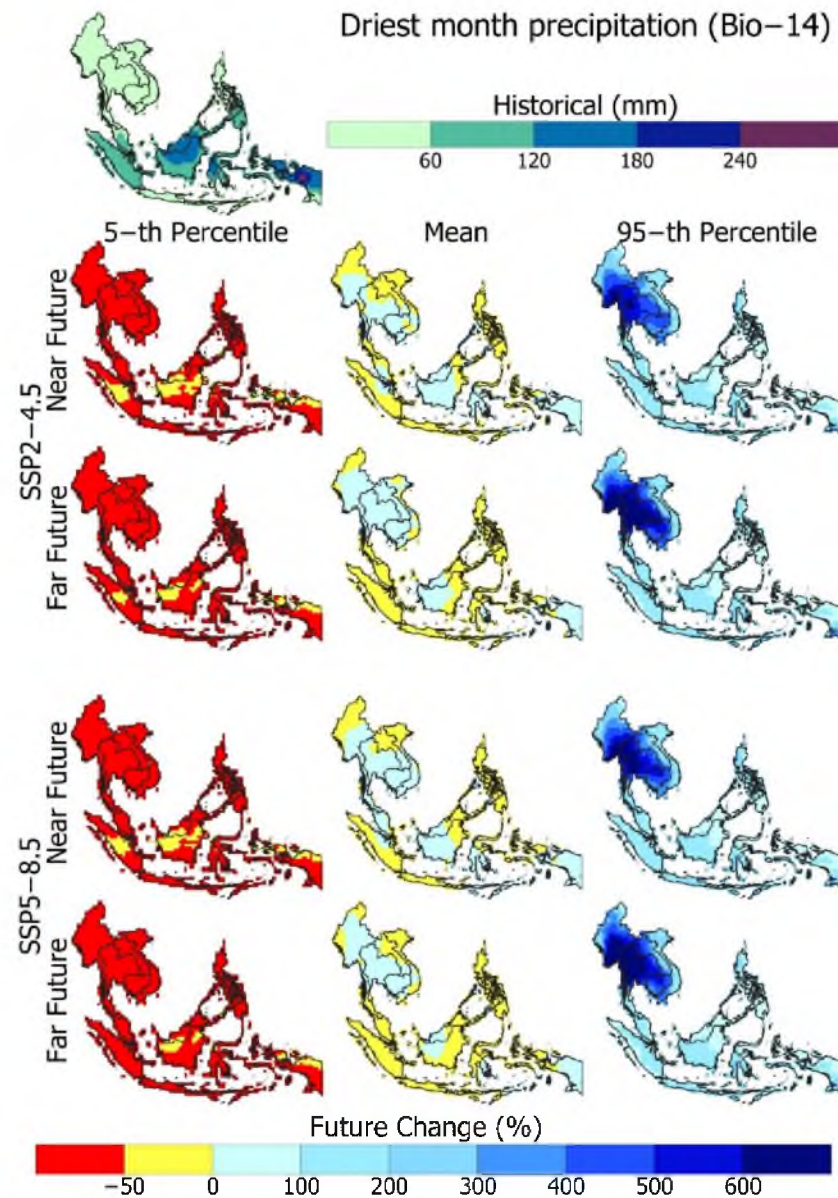 Driest month precipitation (Bio−14)
Historical (mm)
60 120 180 240
5−th Percentile Mean 95−th Percentile
SSP2−4.5
Near Future
Far Future
SSP5−8.5
Near Future
Far Future
Future Change (%)
−50 0 100 200 300 400 500 600